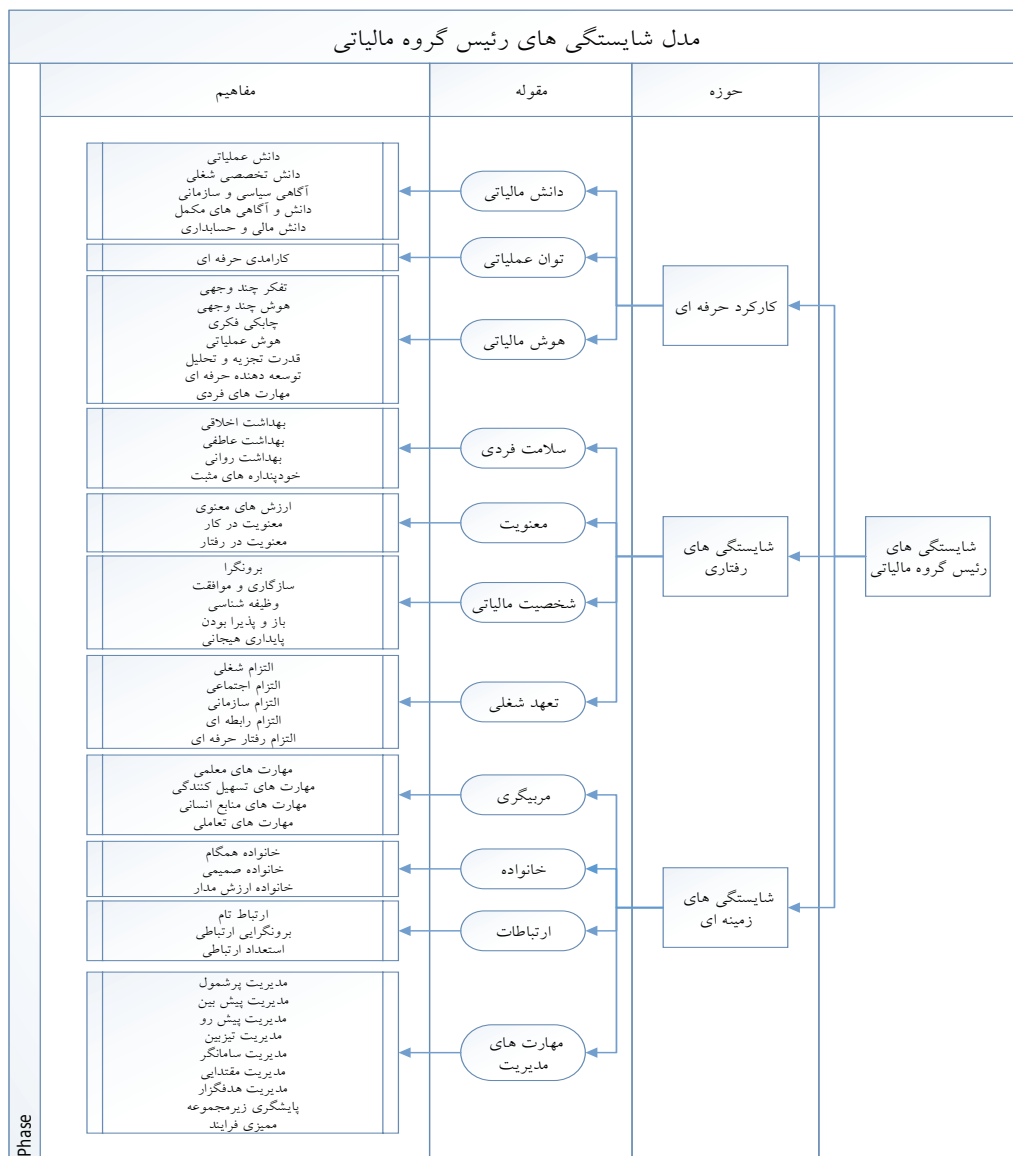 مدل شایستگی های رئیس گروه مالیاتی
حوزه
مقوله
مفاهیم
شایستگی های
رئیس گروه مالیاتی
کارکرد حرفه ای
دانش مالیاتی
دانش عملیاتی
دانش تخصصی شغلی
آگاهی سیاسی و سازمانی
دانش و آگاهی های مکمل
دانش مالی و حسابداری
توان عملیاتی
کارامدی حرفه ای
هوش مالیاتی
تفکر چند وجهی
هوش چند وجهی
چابکی فکری
هوش عملیاتی
قدرت تجزیه و تحلیل
توسعه دهنده حرفه ای
مهارت های فردی
شایستگی های
رفتاری
سلامت فردی
بهداشت اخلاقی
بهداشت عاطفی
بهداشت روانی
خودپنداره های مثبت
معنویت
ارزش های معنوی
معنویت در کار
معنویت در رفتار
شخصیت مالیاتی
برونگرا
سازگاری و موافقت
وظیفه شناسی
باز و پذیرا بودن
پایداری هیجانی
تعهد شغلی
التزام شغلی
التزام اجتماعی
التزام سازمانی
التزام رابطه ای
التزام رفتار حرفه ای
شایستگی های
زمینه ای
مربیگری
مهارت های معلمی
مهارت های تسهیل کنندگی
مهارت های منابع انسانی
مهارت های تعاملی
خانواده
خانواده همگام
خانواده صمیمی
خانواده ارزش مدار
ارتباطات
ارتباط تام
برونگرایی ارتباطی
استعداد ارتباطی
مهارت های
مدیریت
مدیریت پرشمول
مدیریت پیش بین
مدیریت پیش رو
مدیریت تیزبین
مدیریت سامانگر
مدیریت مقتدایی
مدیریت هدفگزار
پایشگری زیرمجموعه
ممیزی فرایند
Phase